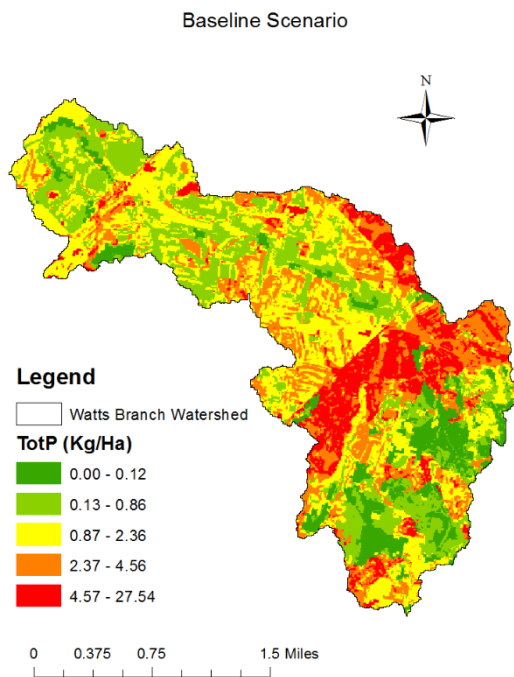 Baseline Scenario
N
Legend
Watts Branch Watershed
TotP (Kg/Ha)
0.00 - 0.12
0.13 - 0.86
0.87 - 2.36
2.37 - 4.56
4.57 - 27.54
0 0.375 0.75 1.5 Miles